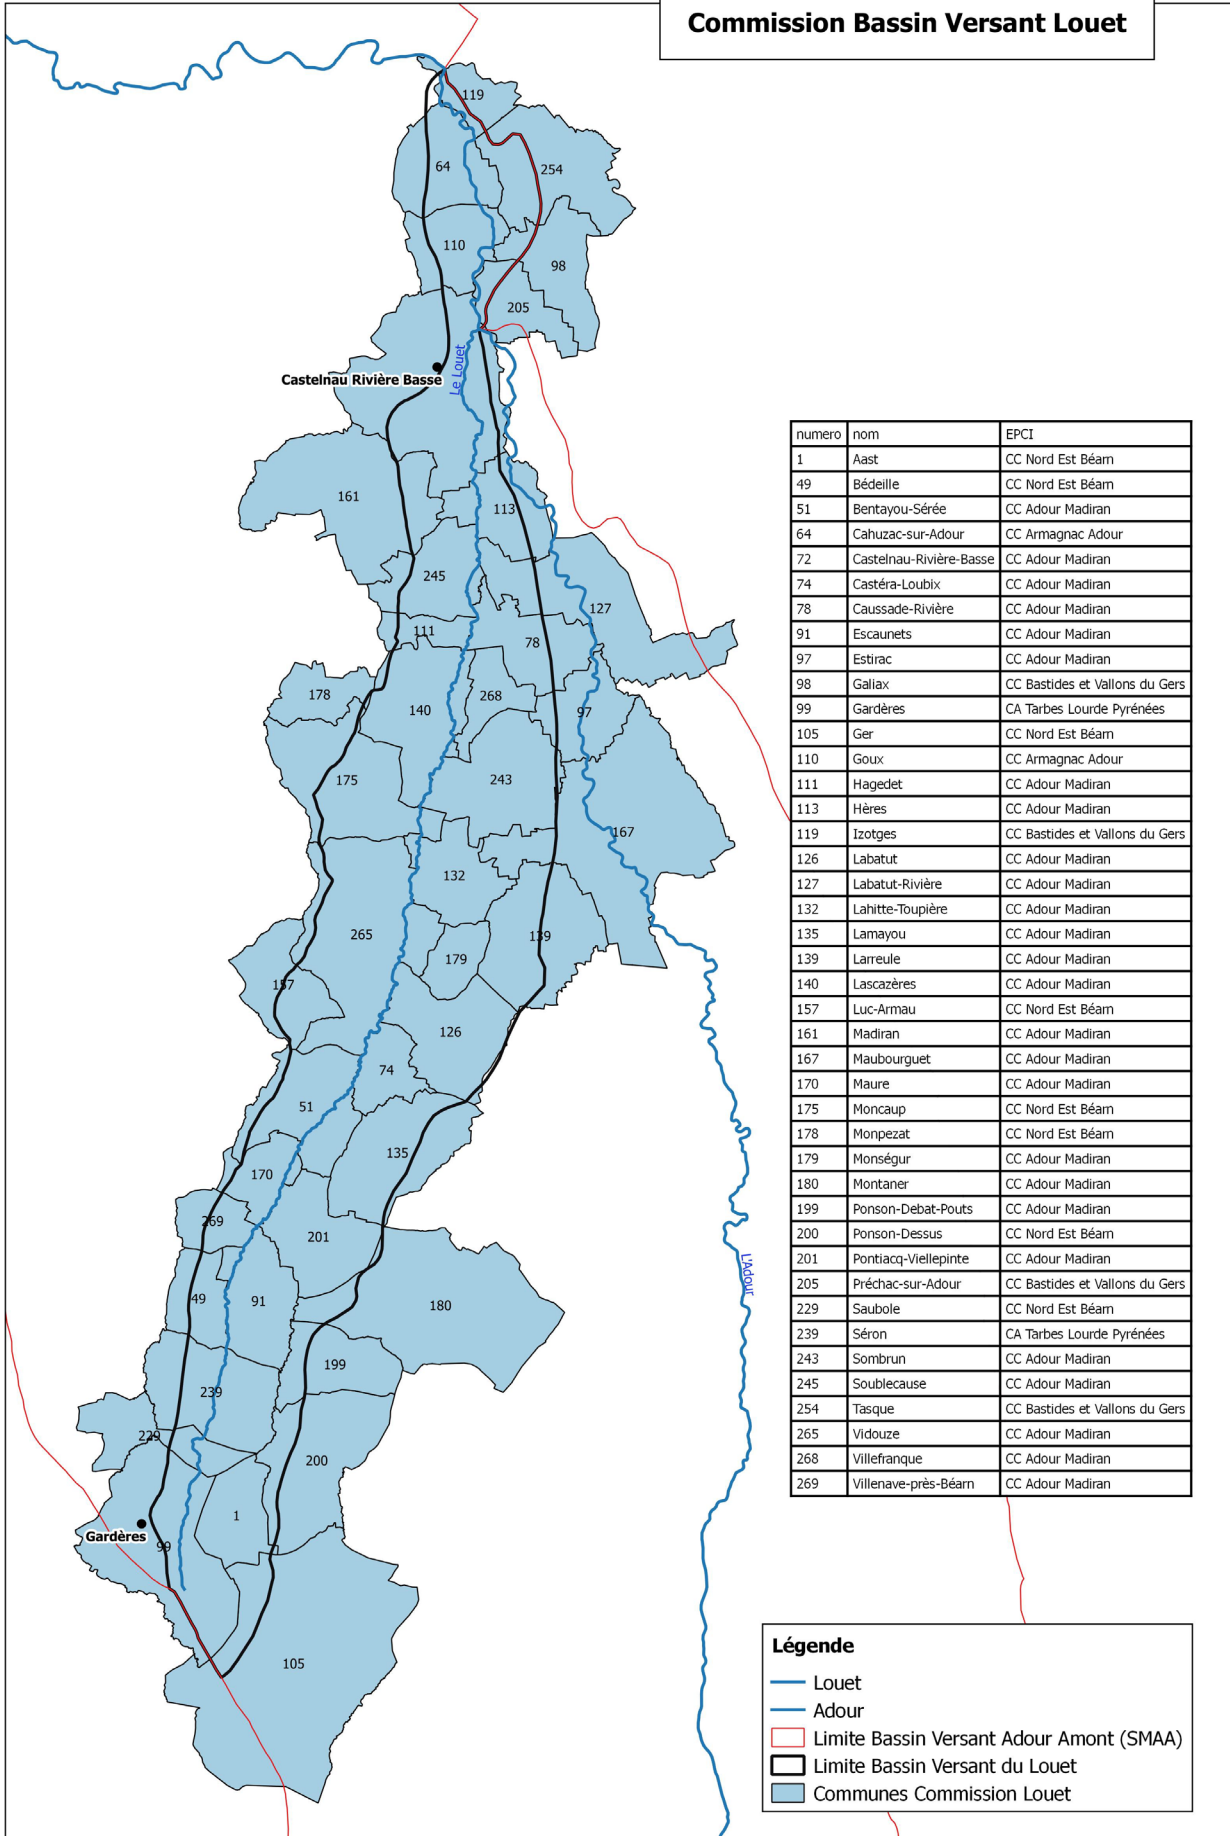 Commission Bassin Versant Louet
119
64
254
110
98
205
Le Louet
Castelnau Rivière Basse
161
113
245
127
111
78
178
140
268
97
175
243
167
132
265
139
179
157
126
74
51
135
170
269
201
49
91
180
199
239
229
200
1
Gardères
99
105
L'Adour
numero nom EPCI
1 Aast CC Nord Est Béarn
49 Bédeille CC Nord Est Béarn
51 Bentayou-Sérée CC Adour Madiran
64 Cahuzac-sur-Adour CC Armagnac Adour
72 Castelnau-Rivière-Basse CC Adour Madiran
74 Castéra-Loubix CC Adour Madiran
78 Caussade-Rivière CC Adour Madiran
91 Escaunets CC Adour Madiran
97 Estirac CC Adour Madiran
98 Galiax CC Bastides et Vallons du Gers
99 Gardères CA Tarbes Lourde Pyrénées
105 Ger CC Nord Est Béarn
110 Goux CC Armagnac Adour
111 Hagedet CC Adour Madiran
113 Hères CC Adour Madiran
119 Izotges CC Bastides et Vallons du Gers
126 Labatut CC Adour Madiran
127 Labatut-Rivière CC Adour Madiran
132 Lahitte-Toupière CC Adour Madiran
135 Lamayou CC Adour Madiran
139 Larreule CC Adour Madiran
140 Lascazères CC Adour Madiran
157 Luc-Armau CC Nord Est Béarn
161 Madiran CC Adour Madiran
167 Maubourguet CC Adour Madiran
170 Maure CC Adour Madiran
175 Moncaup CC Nord Est Béarn
178 Monpezat CC Nord Est Béarn
179 Monségur CC Adour Madiran
180 Montaner CC Adour Madiran
199 Ponson-Debat-Pouts CC Adour Madiran
200 Ponson-Dessus CC Nord Est Béarn
201 Pontiacq-Viellepinte CC Adour Madiran
205 Préchac-sur-Adour CC Bastides et Vallons du Gers
229 Saubole CC Nord Est Béarn
239 Séron CA Tarbes Lourde Pyrénées
243 Sombrun CC Adour Madiran
245 Soublecause CC Adour Madiran
254 Tasque CC Bastides et Vallons du Gers
265 Vidouze CC Adour Madiran
268 Villefranque CC Adour Madiran
269 Villenave-près-Béarn CC Adour Madiran
Légende
Louet
Adour
Limite Bassin Versant Adour Amont (SMAA)
Limite Bassin Versant du Louet
Communes Commission Louet